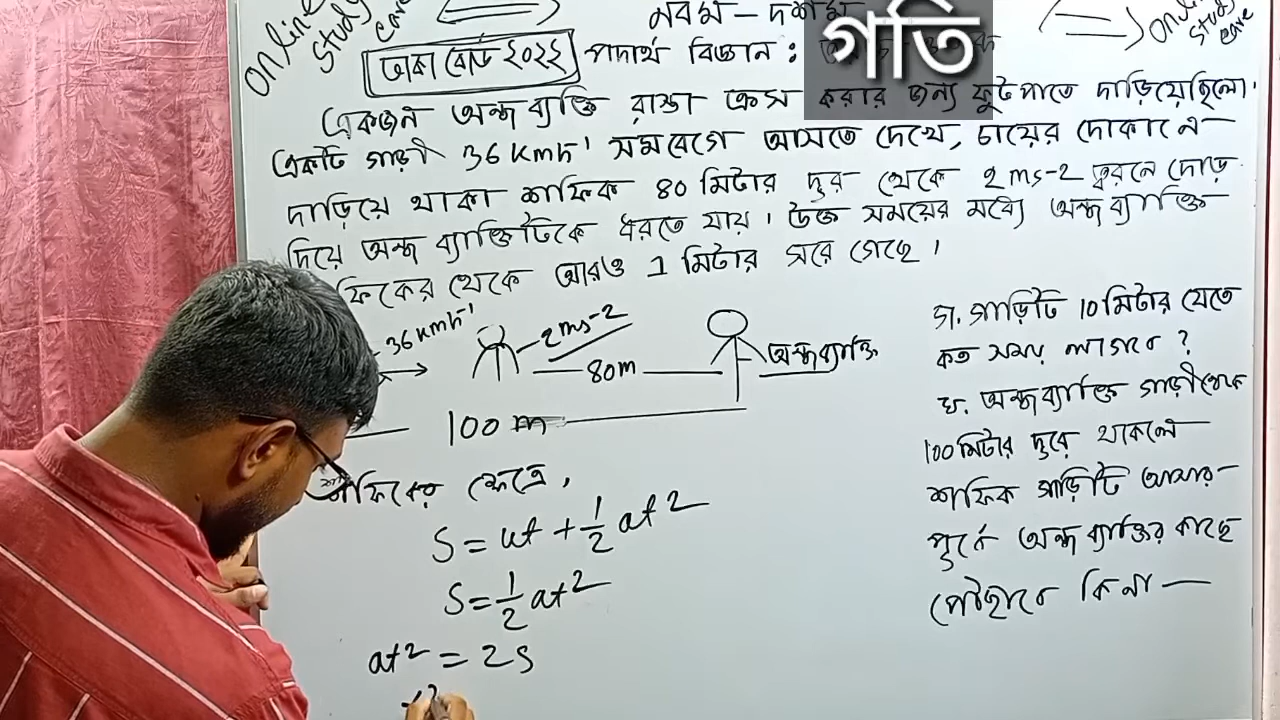 online study care
নবম - দশম
online study care
ঢাকা বোর্ড ২০২২
পদার্থ বিজ্ঞান :
গতি
একজন অন্ধ ব্যক্তি রাস্তা ক্রস করার জন্য ফুটপাতে দাড়িয়েছিলো।
একটি গাড়ী 36 kmh⁻¹ সমবেগে আসতে দেখে, চায়ের দোকানে
দাড়িয়ে থাকা শফিক 80 মিটার দূর থেকে 2 ms-2 ত্বরনে দৌড়
দিয়ে অন্ধ ব্যাক্তিটিকে ধরতে যায়। উক্ত সময়ের মধ্যে অন্ধ ব্যাক্তি
ফিকের থেকে আরও 1 মিটার সরে গেছে।
36 kmh⁻¹
2 ms-2
80m
অন্ধব্যাক্তি
100 m
শফিকের ক্ষেত্রে,
S = ut + 1/2 at²
S = 1/2 at²
at² = 2S
গ. গাড়িটি 10 মিটার যেতে
কত সময় লাগবে ?
ঘ. অন্ধব্যাক্তি গাড়ী থেকে
100 মিটার দূরে থাকলে
শফিক গাড়িটি আসার
পূর্বে অন্ধ ব্যাক্তির কাছে
পৌছাবে কি না —